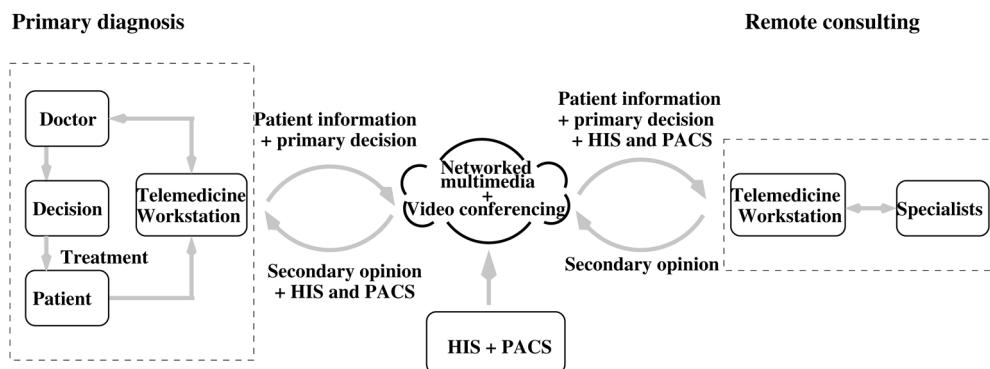 Primary diagnosis
Remote consulting
Doctor
Decision
Treatment
Patient
Telemedicine
Workstation
Patient information
+ primary decision
Secondary opinion
+ HIS and PACS
Networked
multimedia
+
Video conferencing
HIS + PACS
Patient information
+ primary decision
+ HIS and PACS
Secondary opinion
Telemedicine
Workstation
Specialists